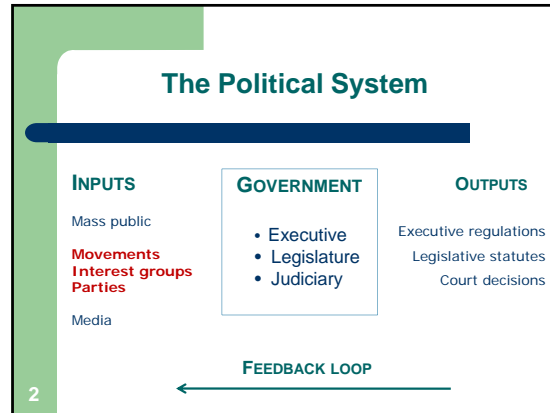 The Political System
INPUTS
Mass public
Movements
Interest groups
Parties
Media
GOVERNMENT
• Executive
• Legislature
• Judiciary
OUTPUTS
Executive regulations
Legislative statutes
Court decisions
FEEDBACK LOOP
2